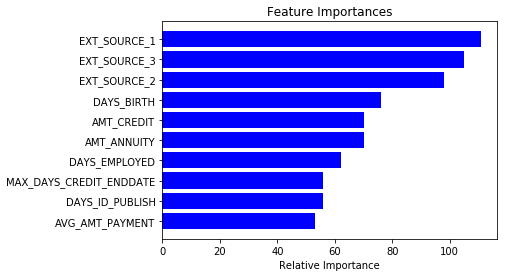 Feature Importances
EXT_SOURCE_1
EXT_SOURCE_3
EXT_SOURCE_2
DAYS_BIRTH
AMT_CREDIT
AMT_ANNUITY
DAYS_EMPLOYED
MAX_DAYS_CREDIT_ENDDATE
DAYS_ID_PUBLISH
AVG_AMT_PAYMENT
0 20 40 60 80 100
Relative Importance